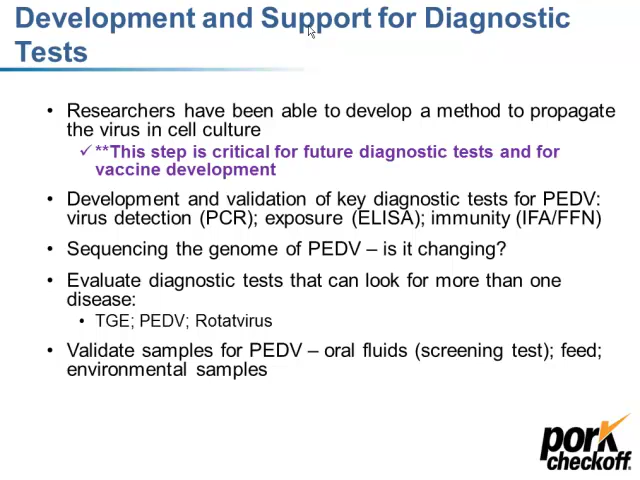 Development and Support for Diagnostic
Tests
• Researchers have been able to develop a method to propagate
the virus in cell culture
✓ **This step is critical for future diagnostic tests and for
vaccine development
• Development and validation of key diagnostic tests for PEDV:
virus detection (PCR); exposure (ELISA); immunity (IFA/FFN)
• Sequencing the genome of PEDV – is it changing?
• Evaluate diagnostic tests that can look for more than one
disease:
• TGE; PEDV; Rotatvirus
• Validate samples for PEDV – oral fluids (screening test); feed;
environmental samples
pork
checkoff.